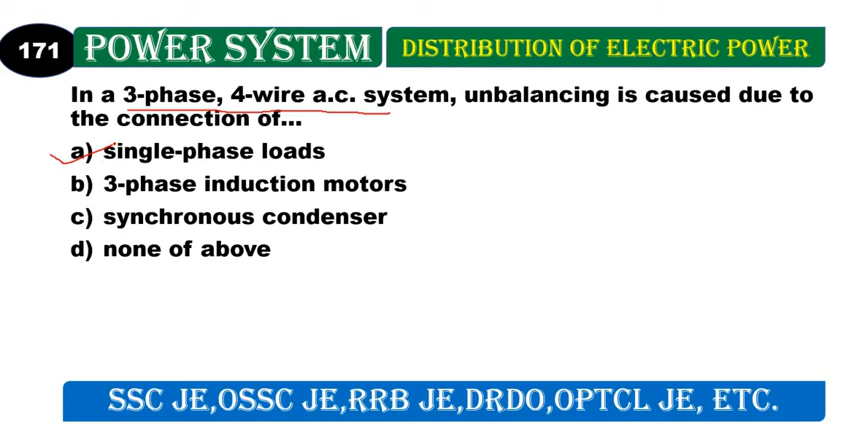 171
POWER SYSTEM
DISTRIBUTION OF ELECTRIC POWER
In a 3-phase, 4-wire a.c. system, unbalancing is caused due to
the connection of...
a) single-phase loads
b) 3-phase induction motors
c) synchronous condenser
d) none of above
SSC JE,OSSC JE,RRB JE,DRDO,OPTCL JE, ETC.